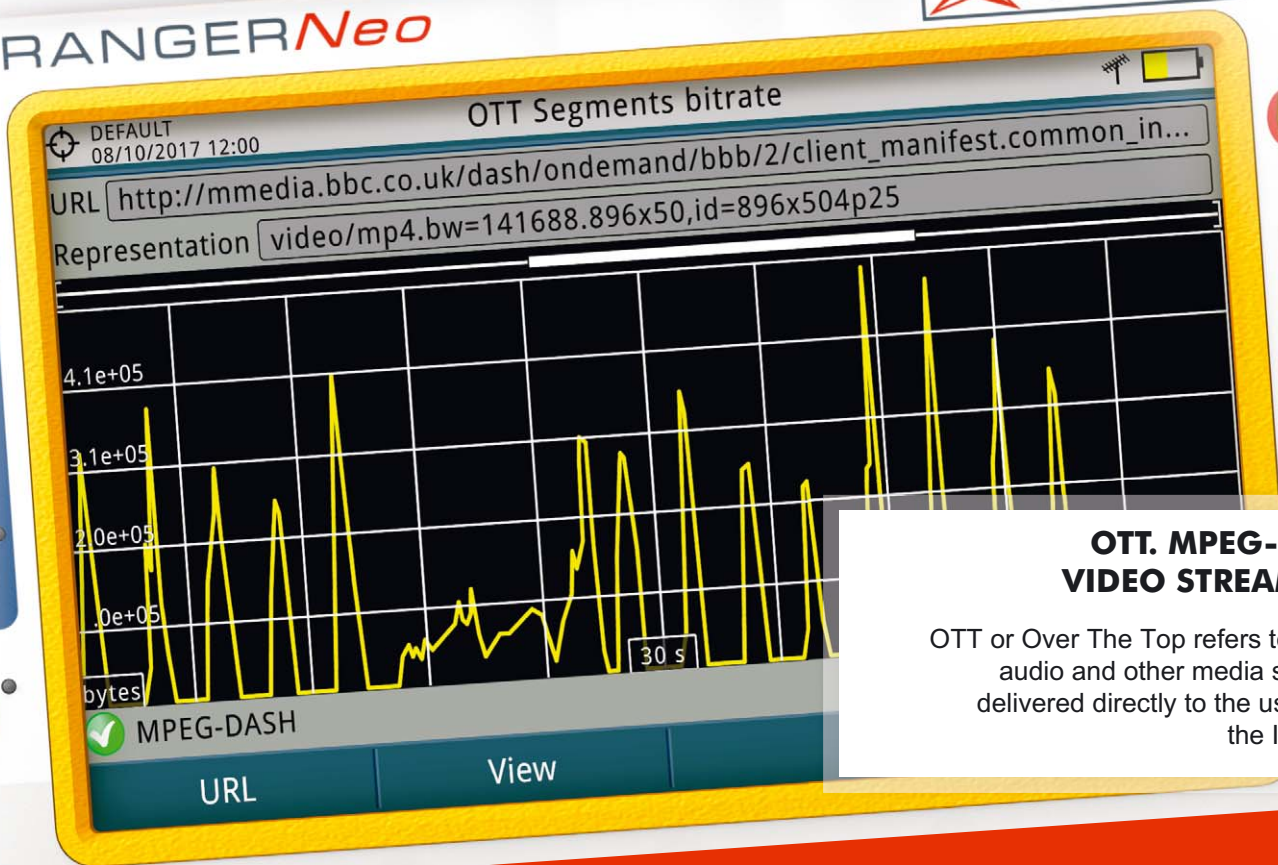 RANGERNeo
DEFAULT
08/10/2017 12:00
OTT Segments bitrate
URL http://mmedia.bbc.co.uk/dash/ondemand/bbb/2/client_manifest.common_in...
Representation video/mp4.bw=141688.896x50,id=896x504p25
4.1e+05
3.1e+05
2.0e+05
.0e+05
bytes
30 s
MPEG-DASH
URL
View
OTT. MPEG-
VIDEO STREA
OTT or Over The Top refers to
audio and other media s
delivered directly to the us
the